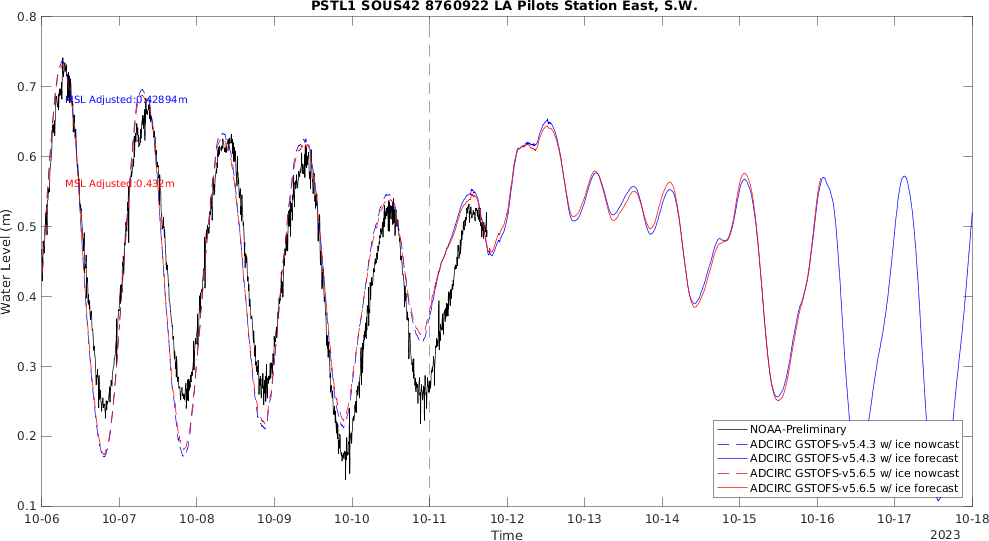 PSTL1 SOUS42 8760922 LA Pilots Station East, S.W.
0.8
0.7
MSL Adjusted:0.42894m
0.6
MSL Adjusted:0.432m
0.5
Water Level (m)
0.4
0.3
0.2
0.1
NOAA-Preliminary
ADCIRC GSTOFS-v5.4.3 w/ ice nowcast
ADCIRC GSTOFS-v5.4.3 w/ ice forecast
ADCIRC GSTOFS-v5.6.5 w/ ice nowcast
ADCIRC GSTOFS-v5.6.5 w/ ice forecast
10-06 10-07 10-08 10-09 10-10 10-11 10-12 10-13 10-14 10-15 10-16 10-17 10-18
Time
2023